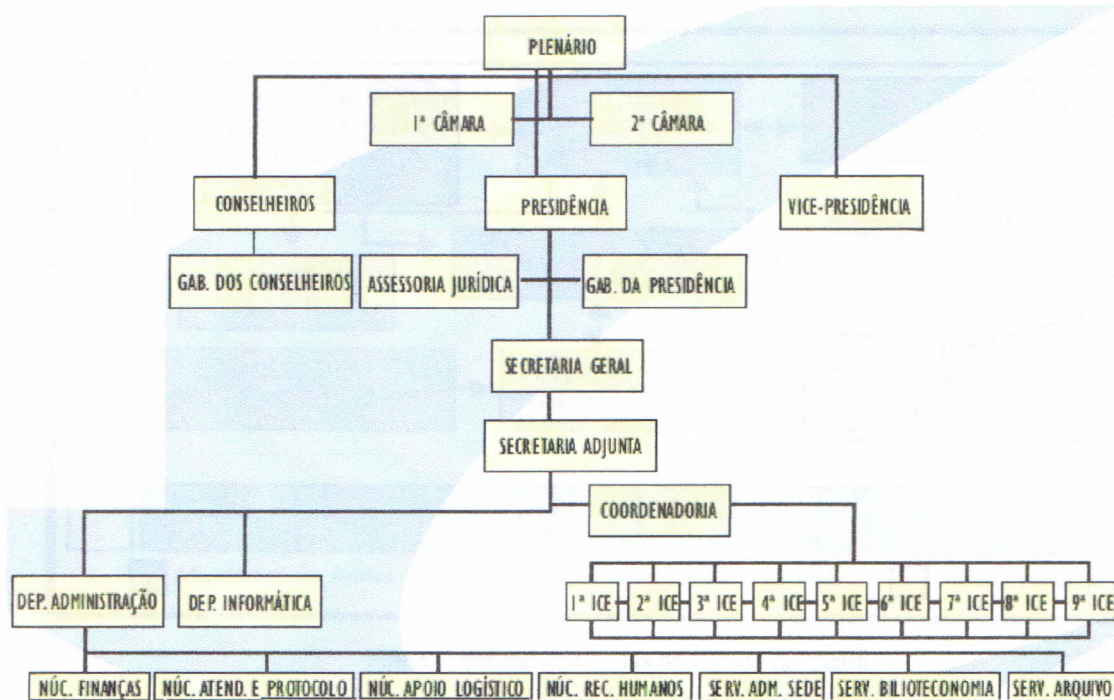 PLENÁRIO
1ª CÂMARA
2ª CÂMARA
CONSELHEIROS
PRESIDÊNCIA
VICE-PRESIDÊNCIA
GAB. DOS CONSELHEIROS
ASSESSORIA JURÍDICA
GAB. DA PRESIDÊNCIA
SECRETARIA GERAL
SECRETARIA ADJUNTA
COORDENADORIA
DEP. ADMINISTRAÇÃO
DEP. INFORMÁTICA
1ª ICE
2ª ICE
3ª ICE
4ª ICE
5ª ICE
6ª ICE
7ª ICE
8ª ICE
9ª ICE
NÚC. FINANÇAS
NÚC. ATEND. E PROTOCOLO
NÚC. APOIO LOGÍSTICO
NÚC. REC. HUMANOS
SERV. ADM. SEDE
SERV. BILIOTECONOMIA
SERV. ARQUIVO